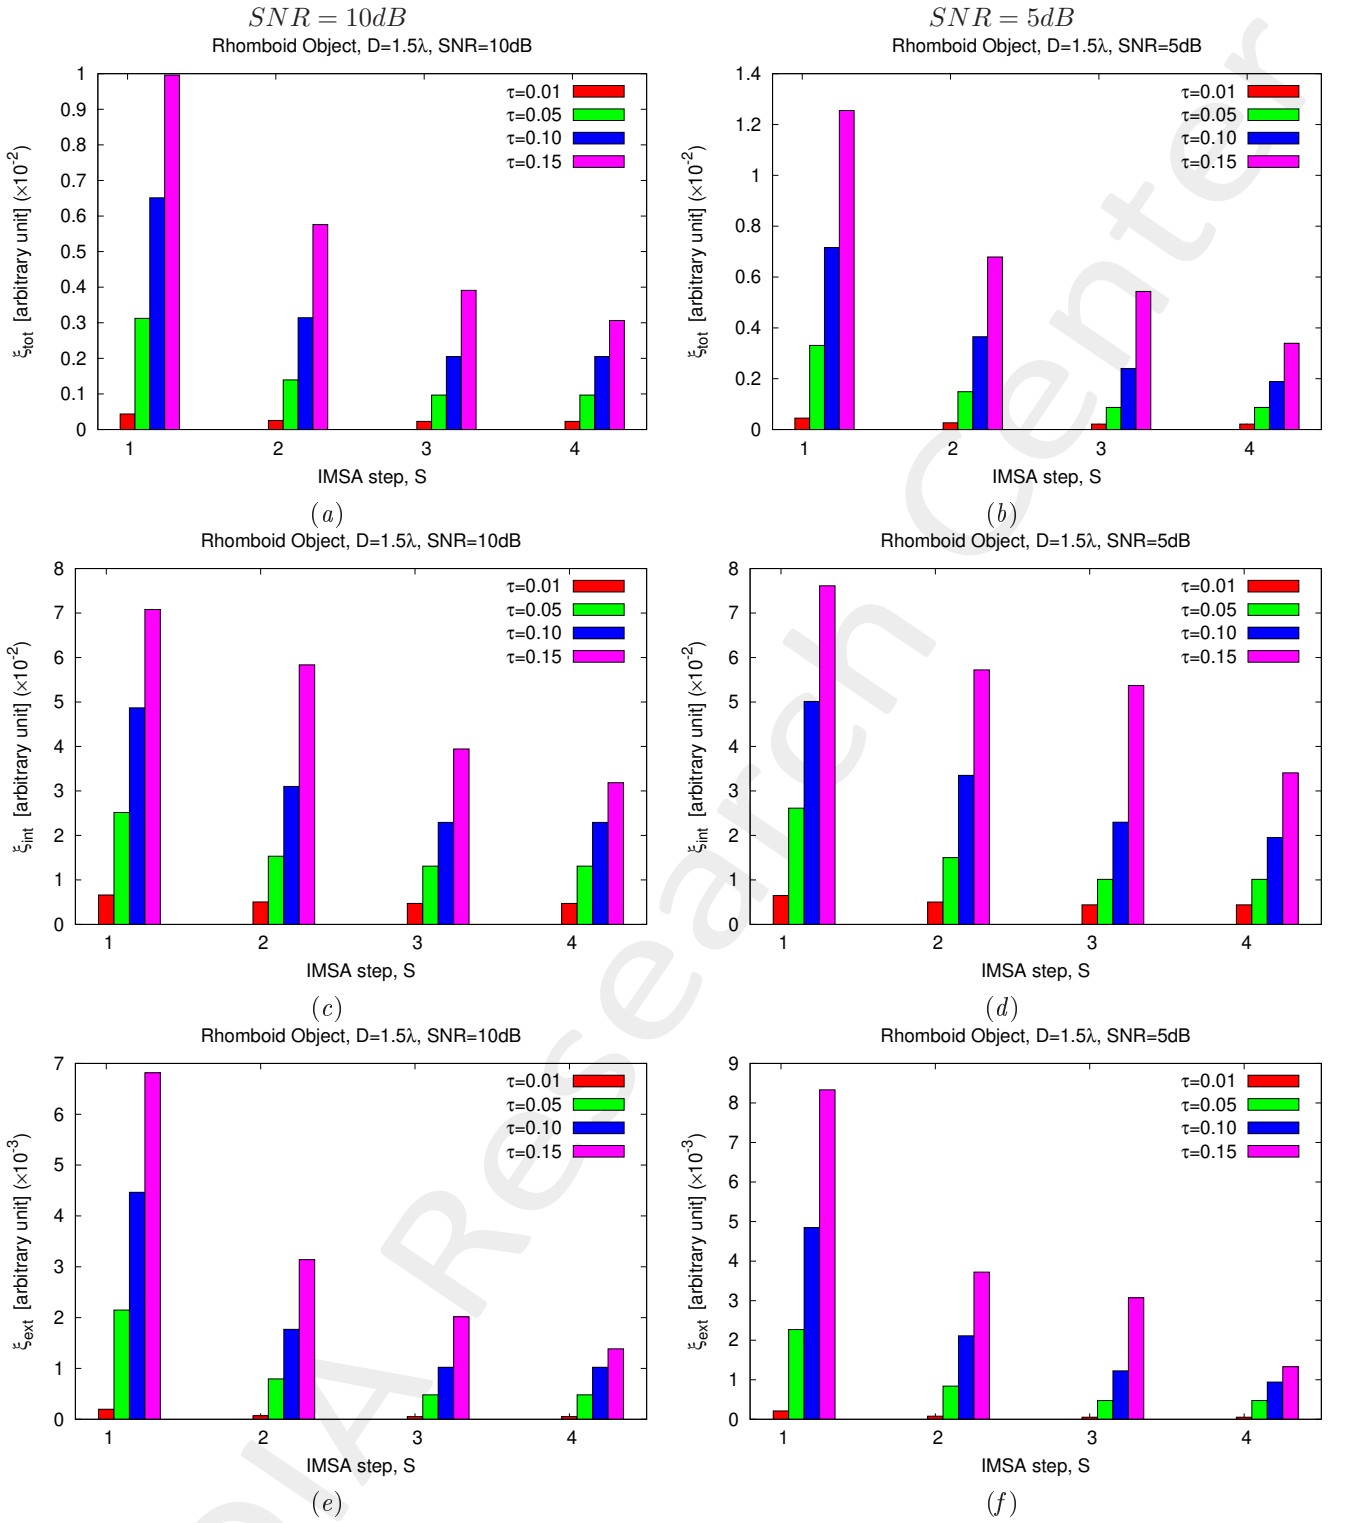 SNR = 10dB
SNR = 5dB
Rhomboid Object, D=1.5λ, SNR=10dB
ξtot [arbitrary unit] (×10-2)
1
0.9
0.8
0.7
0.6
0.5
0.4
0.3
0.2
0.1
0
τ=0.01
τ=0.05
τ=0.10
τ=0.15
1 2 3 4
IMSA step, S
(a)
Rhomboid Object, D=1.5λ, SNR=5dB
ξtot [arbitrary unit] (×10-2)
1.4
1.2
1
0.8
0.6
0.4
0.2
0
τ=0.01
τ=0.05
τ=0.10
τ=0.15
1 2 3 4
IMSA step, S
(b)
Rhomboid Object, D=1.5λ, SNR=10dB
ξint [arbitrary unit] (×10-2)
8
7
6
5
4
3
2
1
0
τ=0.01
τ=0.05
τ=0.10
τ=0.15
1 2 3 4
IMSA step, S
(c)
Rhomboid Object, D=1.5λ, SNR=5dB
ξint [arbitrary unit] (×10-2)
8
7
6
5
4
3
2
1
0
τ=0.01
τ=0.05
τ=0.10
τ=0.15
1 2 3 4
IMSA step, S
(d)
Rhomboid Object, D=1.5λ, SNR=10dB
ξext [arbitrary unit] (×10-3)
7
6
5
4
3
2
1
0
τ=0.01
τ=0.05
τ=0.10
τ=0.15
1 2 3 4
IMSA step, S
(e)
Rhomboid Object, D=1.5λ, SNR=5dB
ξext [arbitrary unit] (×10-3)
9
8
7
6
5
4
3
2
1
0
τ=0.01
τ=0.05
τ=0.10
τ=0.15
1 2 3 4
IMSA step, S
(f)
Research Center